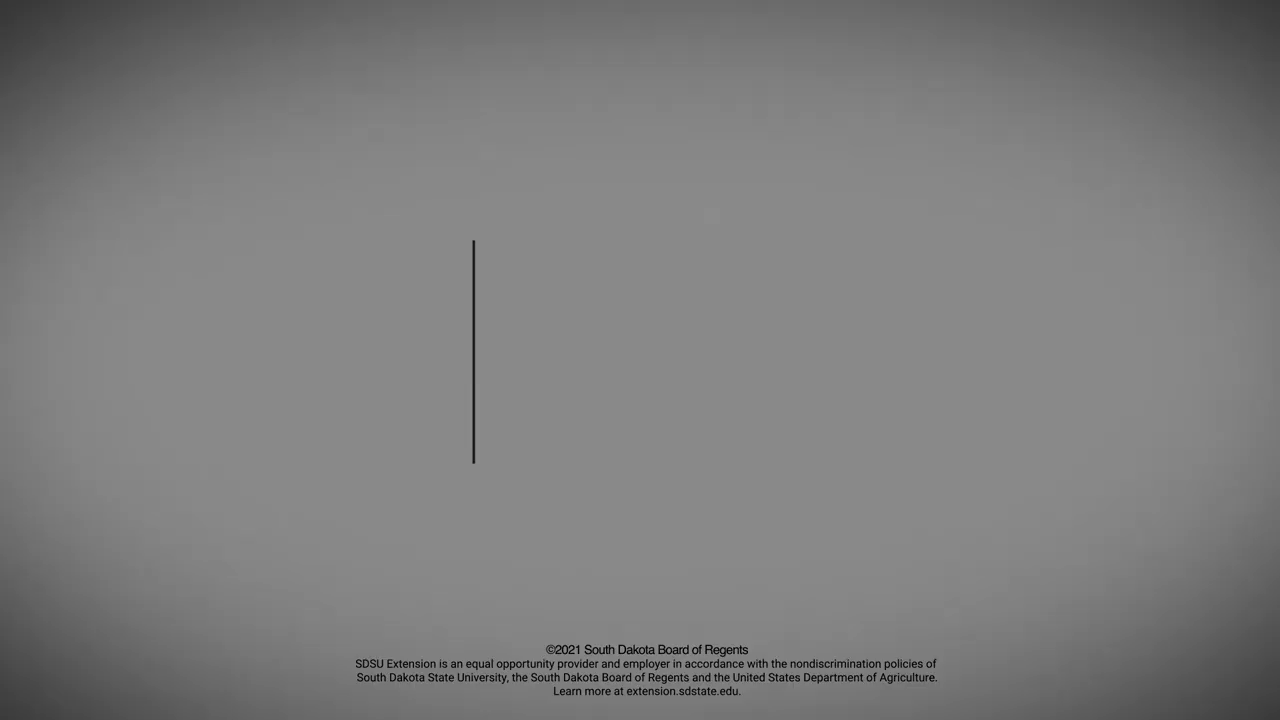 ©2021 South Dakota Board of Regents
SDSU Extension is an equal opportunity provider and employer in accordance with the nondiscrimination policies of
South Dakota State University, the South Dakota Board of Regents and the United States Department of Agriculture.
Learn more at extension.sdstate.edu.